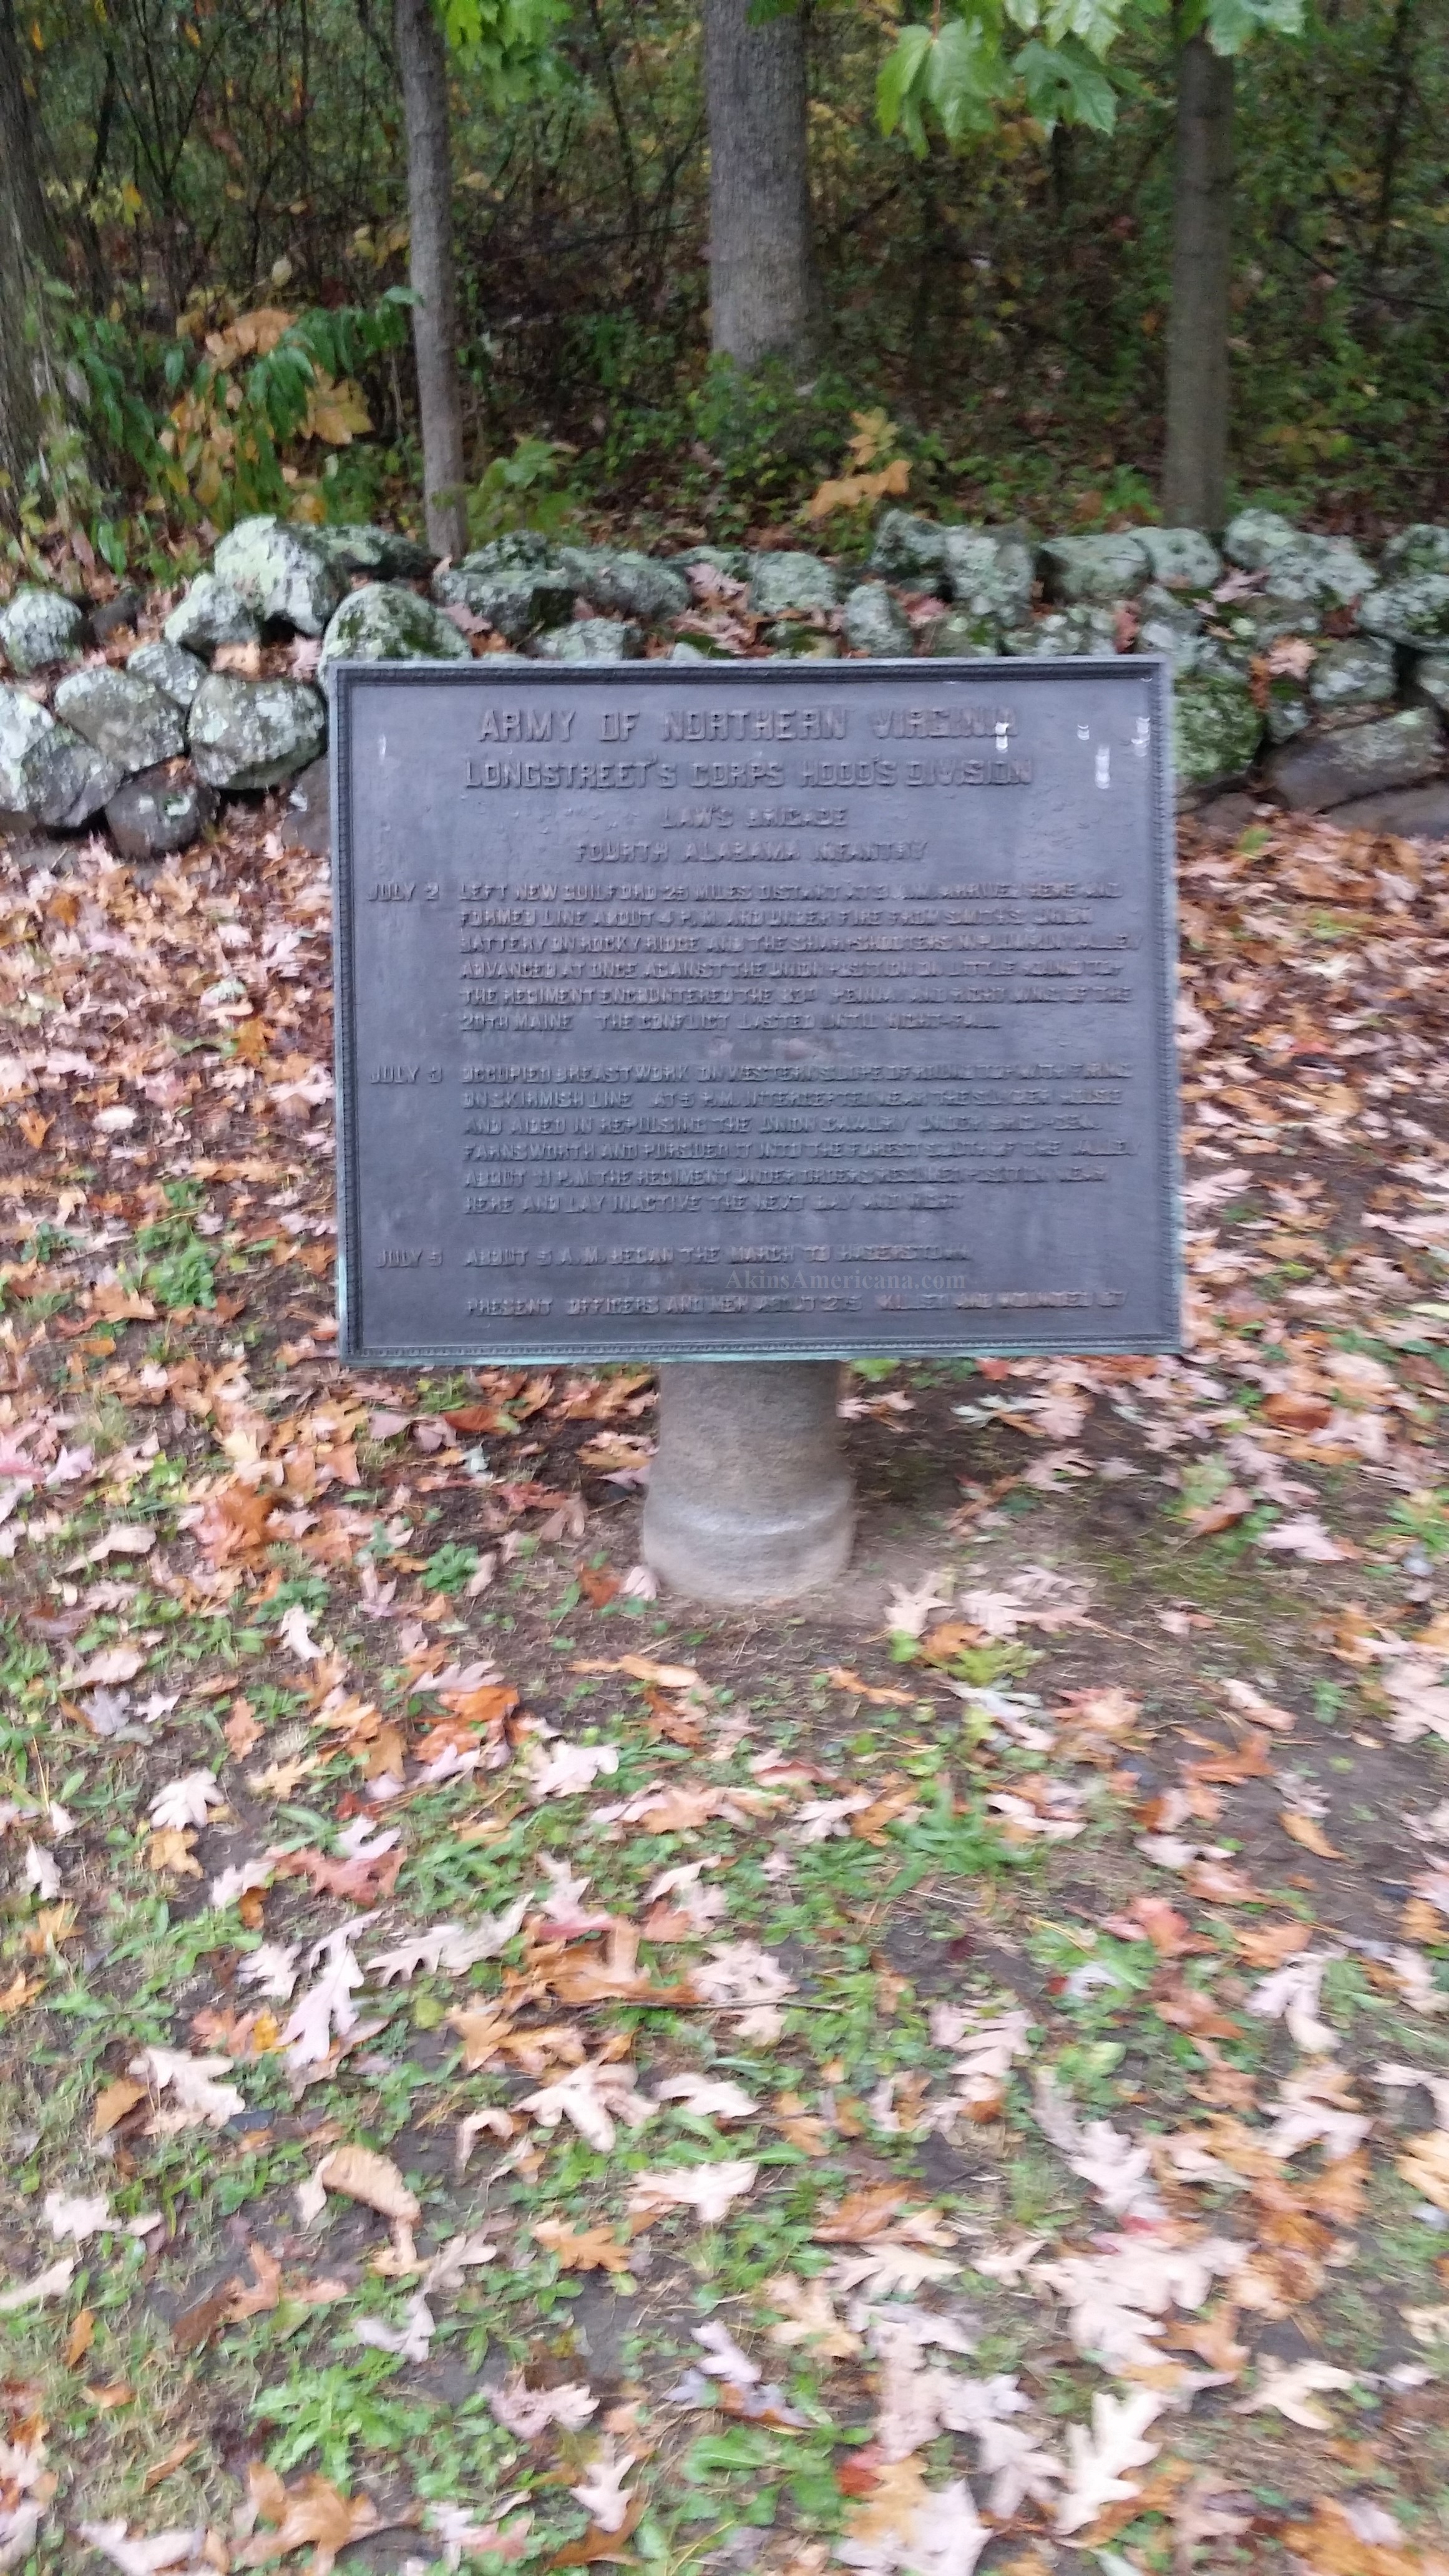 ARMY OF NORTHERN VIRGINIA
LONGSTREET'S CORPS HOOD'S DIVISION
LAW'S BRIGADE
FOURTH ALABAMA INFANTRY
JULY 2 LEFT NEW GUILFORD 25 MILES DISTANT AT 3 A.M. ARRIVED HERE AND
FORMED LINE ABOUT 4 P.M. AND UNDER FIRE FROM SMITH'S UNION
BATTERY ON ROCKY RIDGE AND THE SHARPSHOOTERS IN PLUM RUN VALLEY
ADVANCED AT ONCE AGAINST THE UNION POSITION ON LITTLE ROUND TOP
THE REGIMENT ENCOUNTERED THE 83RD PENNA. AND RIGHT WING OF THE
20TH MAINE THE CONFLICT LASTED UNTIL NIGHT-FALL
JULY 3 OCCUPIED BREASTWORK ON WESTERN SLOPE OF ROUND TOP WITH FIRING
ON SKIRMISH LINE AT 5 P.M. INTERCEPTED NEAR THE SLYDER HOUSE
AND AIDED IN REPULSING THE UNION CAVALRY UNDER BRIG. GEN.
FARNSWORTH AND PURSUED IT INTO THE FOREST SOUTH OF THE VALLEY
ABOUT 11 P.M. THE REGIMENT UNDER ORDERS RESUMED POSITION NEAR
HERE AND LAY INACTIVE THE NEXT DAY AND NIGHT
JULY 5 ABOUT 5 A.M. BEGAN THE MARCH TO HAGERSTOWN
AkinsAmericana.com
PRESENT OFFICERS AND MEN ABOUT 275 KILLED AND WOUNDED 87